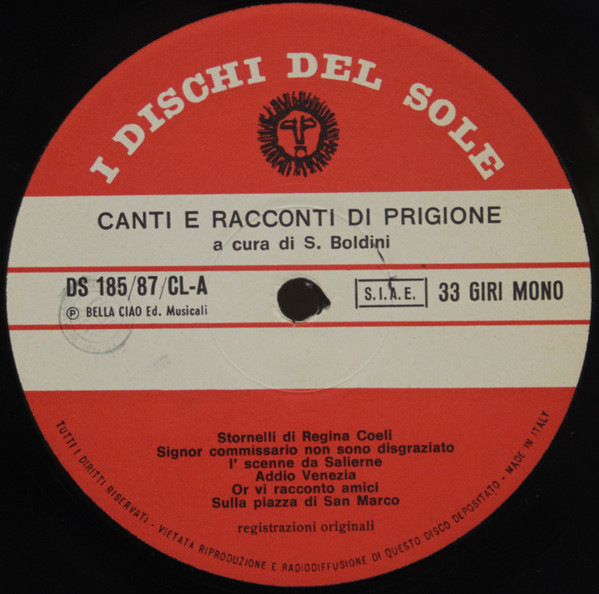 I DISCHI DEL SOLE
CANTI E RACCONTI DI PRIGIONE
a cura di S. Boldini
DS 185/87/CL-A
S.I.A.E.
33 GIRI MONO
Ⓟ BELLA CIAO Ed. Musicali
Stornelli di Regina Coeli
Signor commissario non sono disgraziato
I' scenne da Salierne
Addio Venezia
Or vi racconto amici
Sulla piazza di San Marco
registrazioni originali
TUTTI I DIRITTI RISERVATI - VIETATA RIPRODUZIONE E RADIODIFFUSIONE DI QUESTO DISCO DEPOSITATO - MADE IN ITALY